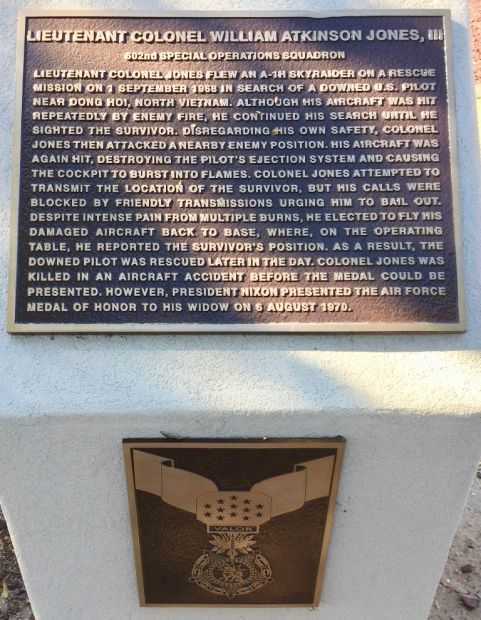 LIEUTENANT COLONEL WILLIAM ATKINSON JONES, III
602nd SPECIAL OPERATIONS SQUADRON
LIEUTENANT COLONEL JONES FLEW AN A-1H SKYRAIDER ON A RESCUE
MISSION ON 1 SEPTEMBER 1968 IN SEARCH OF A DOWNED U.S. PILOT
NEAR DONG HOI, NORTH VIETNAM. ALTHOUGH HIS AIRCRAFT WAS HIT
REPEATEDLY BY ENEMY FIRE, HE CONTINUED HIS SEARCH UNTIL HE
SIGHTED THE SURVIVOR. DISREGARDING HIS OWN SAFETY, COLONEL
JONES THEN ATTACKED A NEARBY ENEMY POSITION. HIS AIRCRAFT WAS
AGAIN HIT, DESTROYING THE PILOT'S EJECTION SYSTEM AND CAUSING
THE COCKPIT TO BURST INTO FLAMES. COLONEL JONES ATTEMPTED TO
TRANSMIT THE LOCATION OF THE SURVIVOR, BUT HIS CALLS WERE
BLOCKED BY FRIENDLY TRANSMISSIONS URGING HIM TO BAIL OUT.
DESPITE INTENSE PAIN FROM MULTIPLE BURNS, HE ELECTED TO FLY HIS
DAMAGED AIRCRAFT BACK TO BASE, WHERE, ON THE OPERATING
TABLE, HE REPORTED THE SURVIVOR'S POSITION. AS A RESULT, THE
DOWNED PILOT WAS RESCUED LATER IN THE DAY. COLONEL JONES WAS
KILLED IN AN AIRCRAFT ACCIDENT BEFORE THE MEDAL COULD BE
PRESENTED. HOWEVER, PRESIDENT NIXON PRESENTED THE AIR FORCE
MEDAL OF HONOR TO HIS WIDOW ON 6 AUGUST 1970.
VALOR